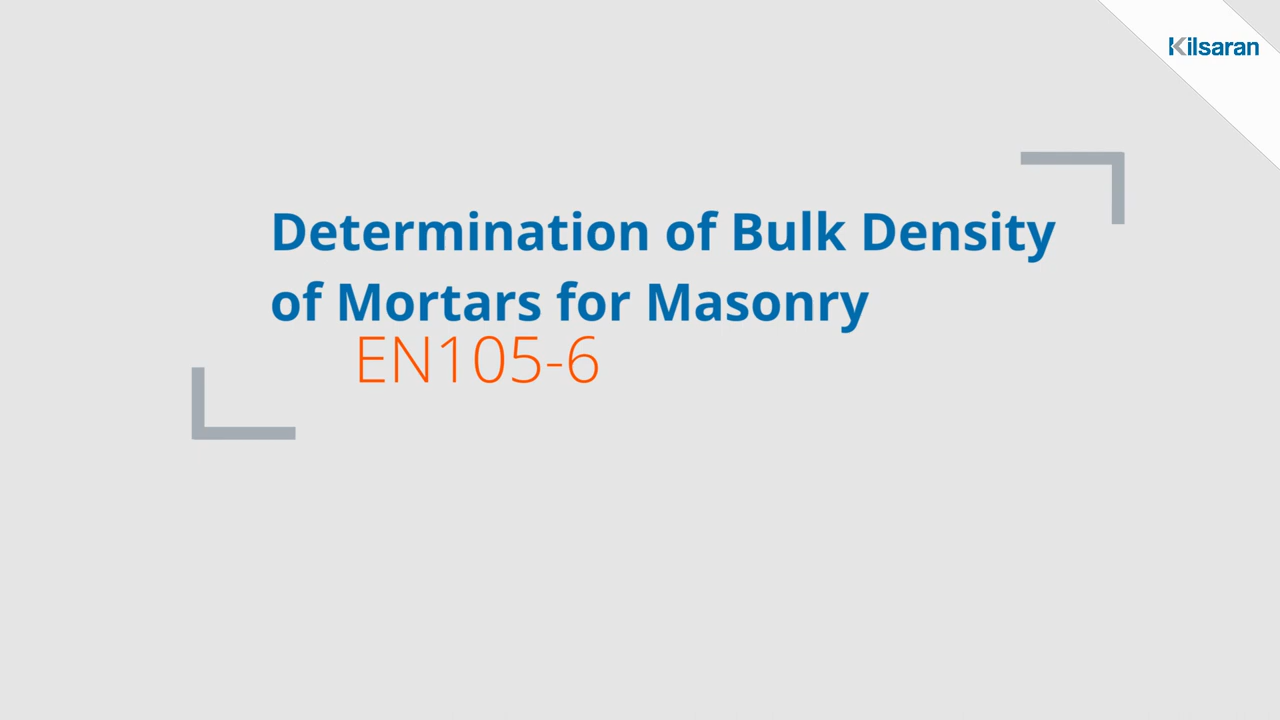 Kilsaran
Determination of Bulk Density
of Mortars for Masonry
EN105-6